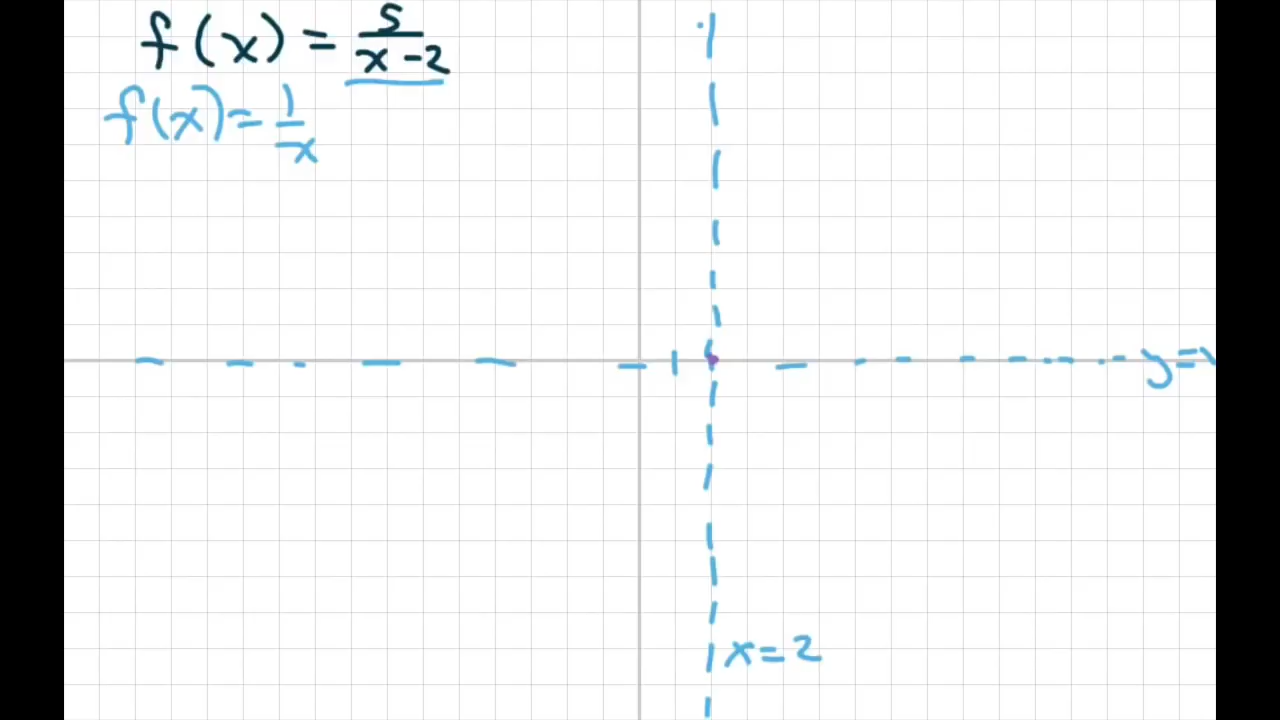 f(x) = 5/(x-2)
f(x) = 1/x
y=
x=2